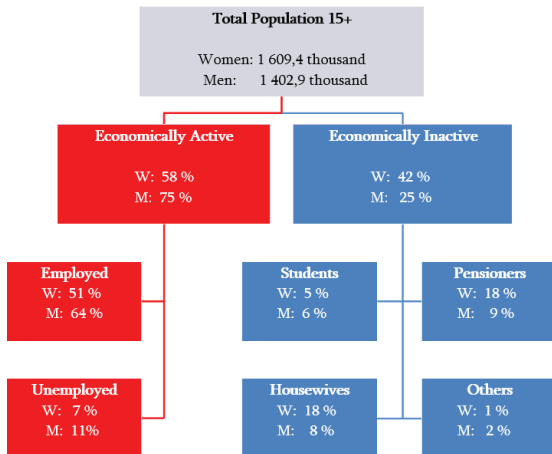 Total Population 15+
Women: 1 609,4 thousand
Men: 1 402,9 thousand
Economically Active
W: 58 %
M: 75 %
Economically Inactive
W: 42 %
M: 25 %
Employed
W: 51 %
M: 64 %
Students
W: 5 %
M: 6 %
Pensioners
W: 18 %
M: 9 %
Unemployed
W: 7 %
M: 11%
Housewives
W: 18 %
M: 8 %
Others
W: 1 %
M: 2 %